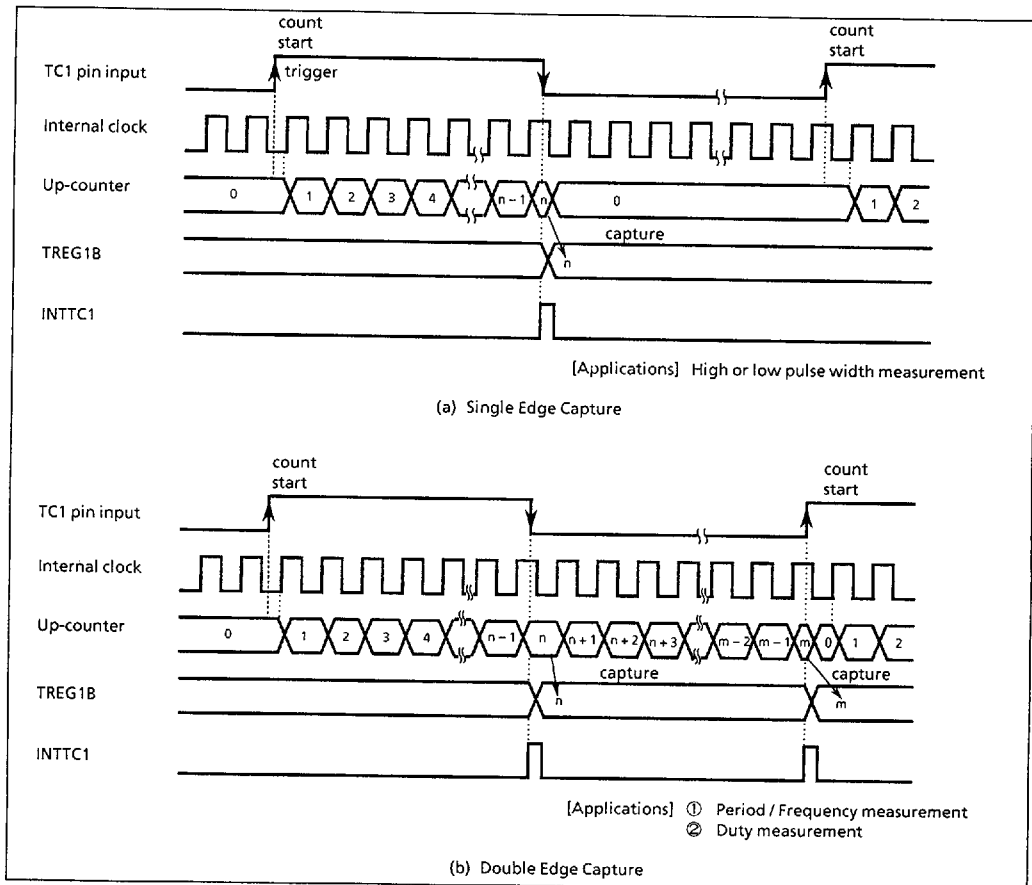 count
start
count
start
TC1 pin input
trigger
Internal clock
Up-counter
0 1 2 3 4 n-1 n 0 1 2
capture
TREG1B
n
INTTC1
[Applications] High or low pulse width measurement
(a) Single Edge Capture
count
start
count
start
TC1 pin input
Internal clock
Up-counter
0 1 2 3 4 n-1 n n+1 n+2 n+3 m-2 m-1 m 0 1 2
capture capture
TREG1B
n m
INTTC1
[Applications] ① Period / Frequency measurement
② Duty measurement
(b) Double Edge Capture